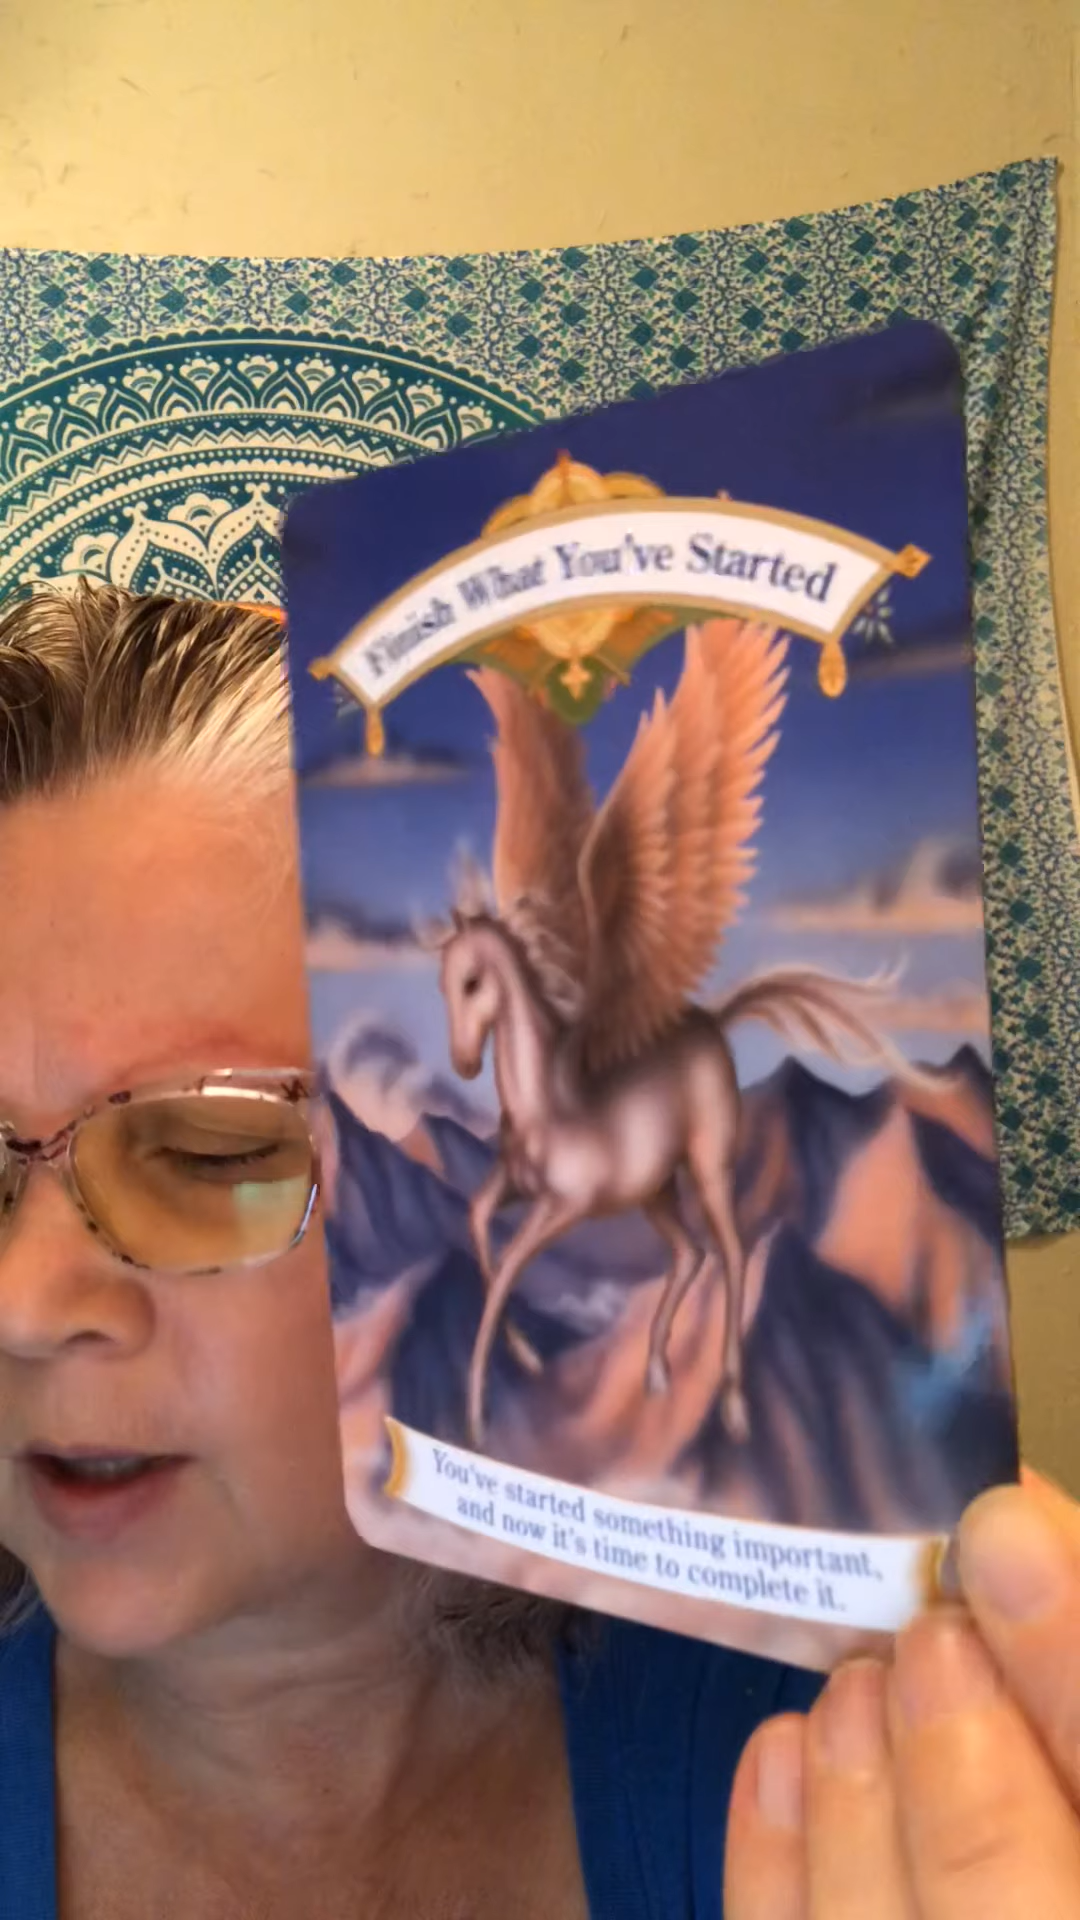 Finish What You've Started
You've started something important,
and now it's time to complete it.